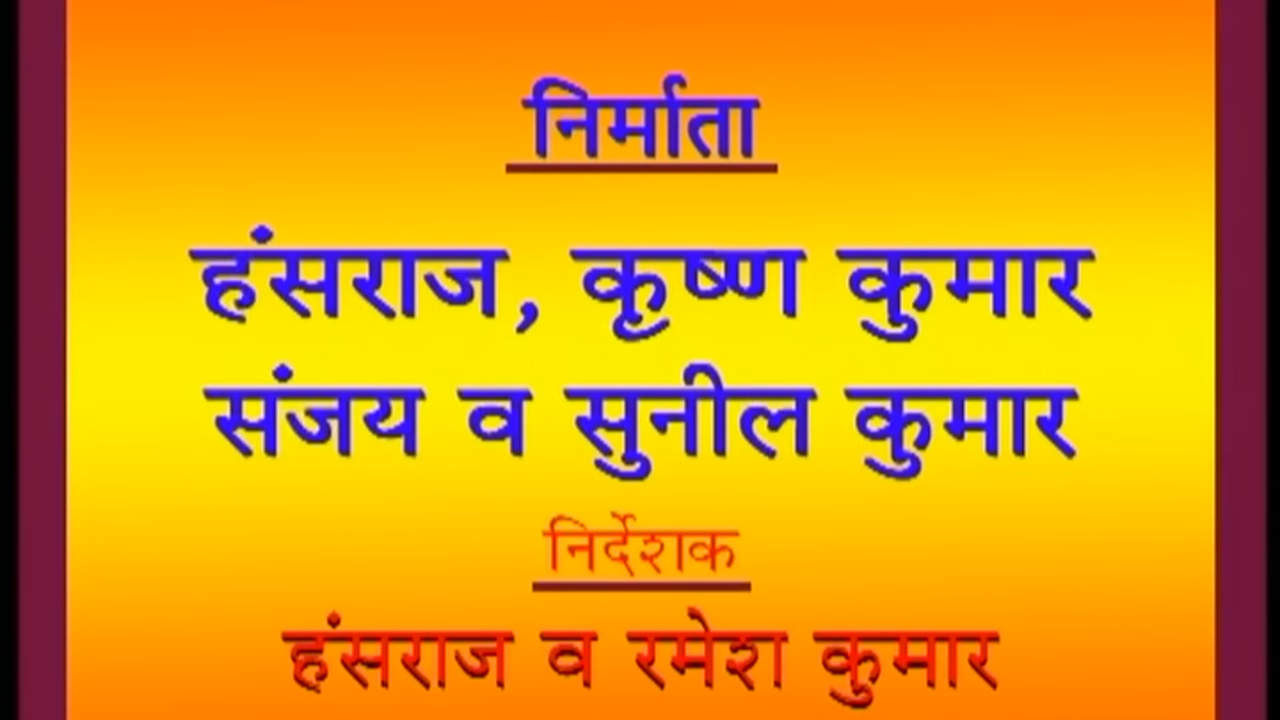 निर्माता
हंसराज, कृष्ण कुमार
संजय व सुनील कुमार
निर्देशक
हंसराज व रमेश कुमार